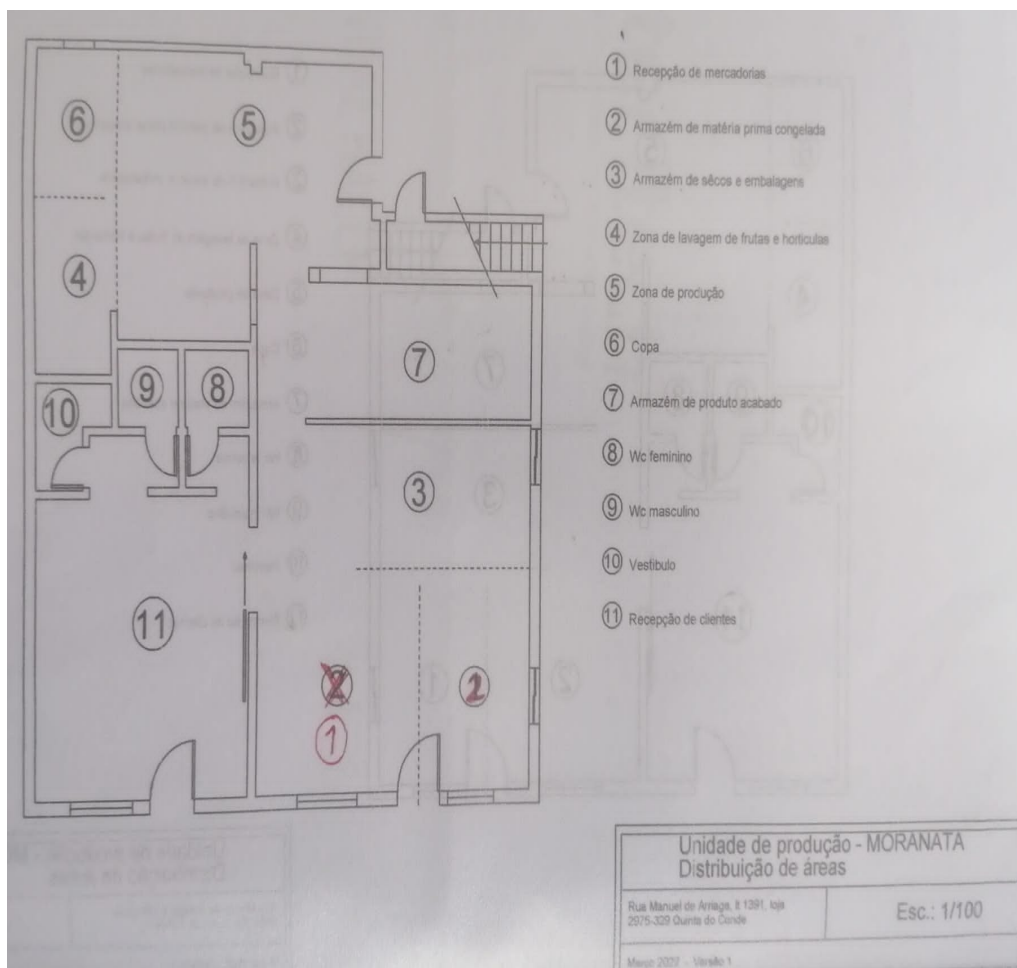 1 Recepção de mercadorias
2 Armazém de matéria prima congelada
3 Armazém de sêcos e embalagens
4 Zona de lavagem de frutas e horticulas
5 Zona de produção
6 Copa
7 Armazém de produto acabado
8 Wc feminino
9 Wc masculino
10 Vestíbulo
11 Recepção de clientes
6
5
4
7
9
8
10
3
11
2
2
1
Unidade de produção - MORANATA
Distribuição de áreas
Rua Manuel de Arriaga, lt 1391, loja
2975-329 Quinta do Conde
Esc.: 1/100
Março - Versão 1